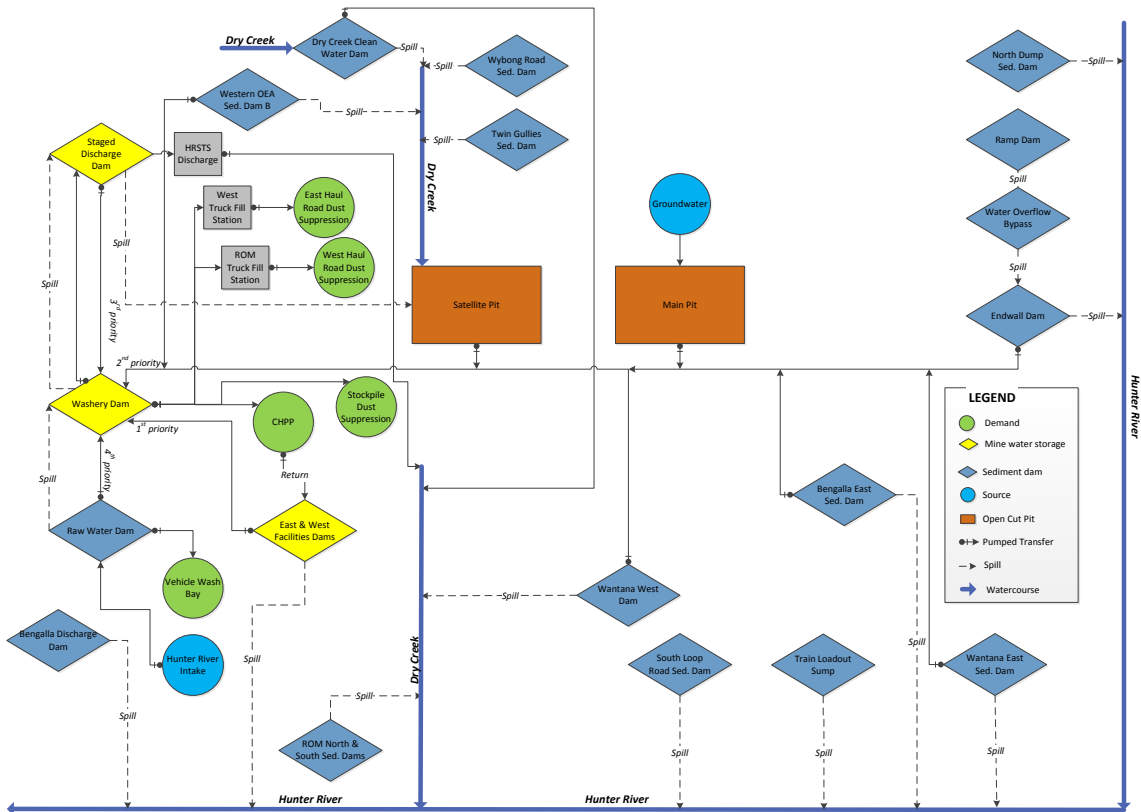 Dry Creek
Dry Creek Clean
Water Dam
Spill
Wybong Road
Sed. Dam
North Dump
Sed. Dam
Spill
Western OEA
Sed. Dam B
Spill
Twin Gullies
Sed. Dam
Spill
Staged
Discharge
Dam
HRSTS
Discharge
Ramp Dam
Spill
Dry Creek
West
Truck Fill
Station
East Haul
Road Dust
Suppression
Groundwater
Water Overflow
Bypass
Spill
Spill
ROM
Truck Fill
Station
West Haul
Road Dust
Suppression
Spill
3rd priority
Satellite Pit
Main Pit
Endwall Dam
Spill
2nd priority
Hunter River
Washery Dam
1st priority
CHPP
Stockpile
Dust
Suppression
LEGEND
Demand
Mine water storage
Sediment dam
Source
Open Cut Pit
Pumped Transfer
Spill
Watercourse
Spill
4th priority
Return
Bengalla East
Sed. Dam
Raw Water Dam
East & West
Facilities Dams
Vehicle Wash
Bay
Wantana West
Dam
Spill
Spill
Bengalla Discharge
Dam
Hunter River
Intake
Spill
Dry Creek
South Loop
Road Sed. Dam
Train Loadout
Sump
Wantana East
Sed. Dam
Spill
Spill
ROM North &
South Sed. Dams
Spill
Spill
Spill
Hunter River
Hunter River